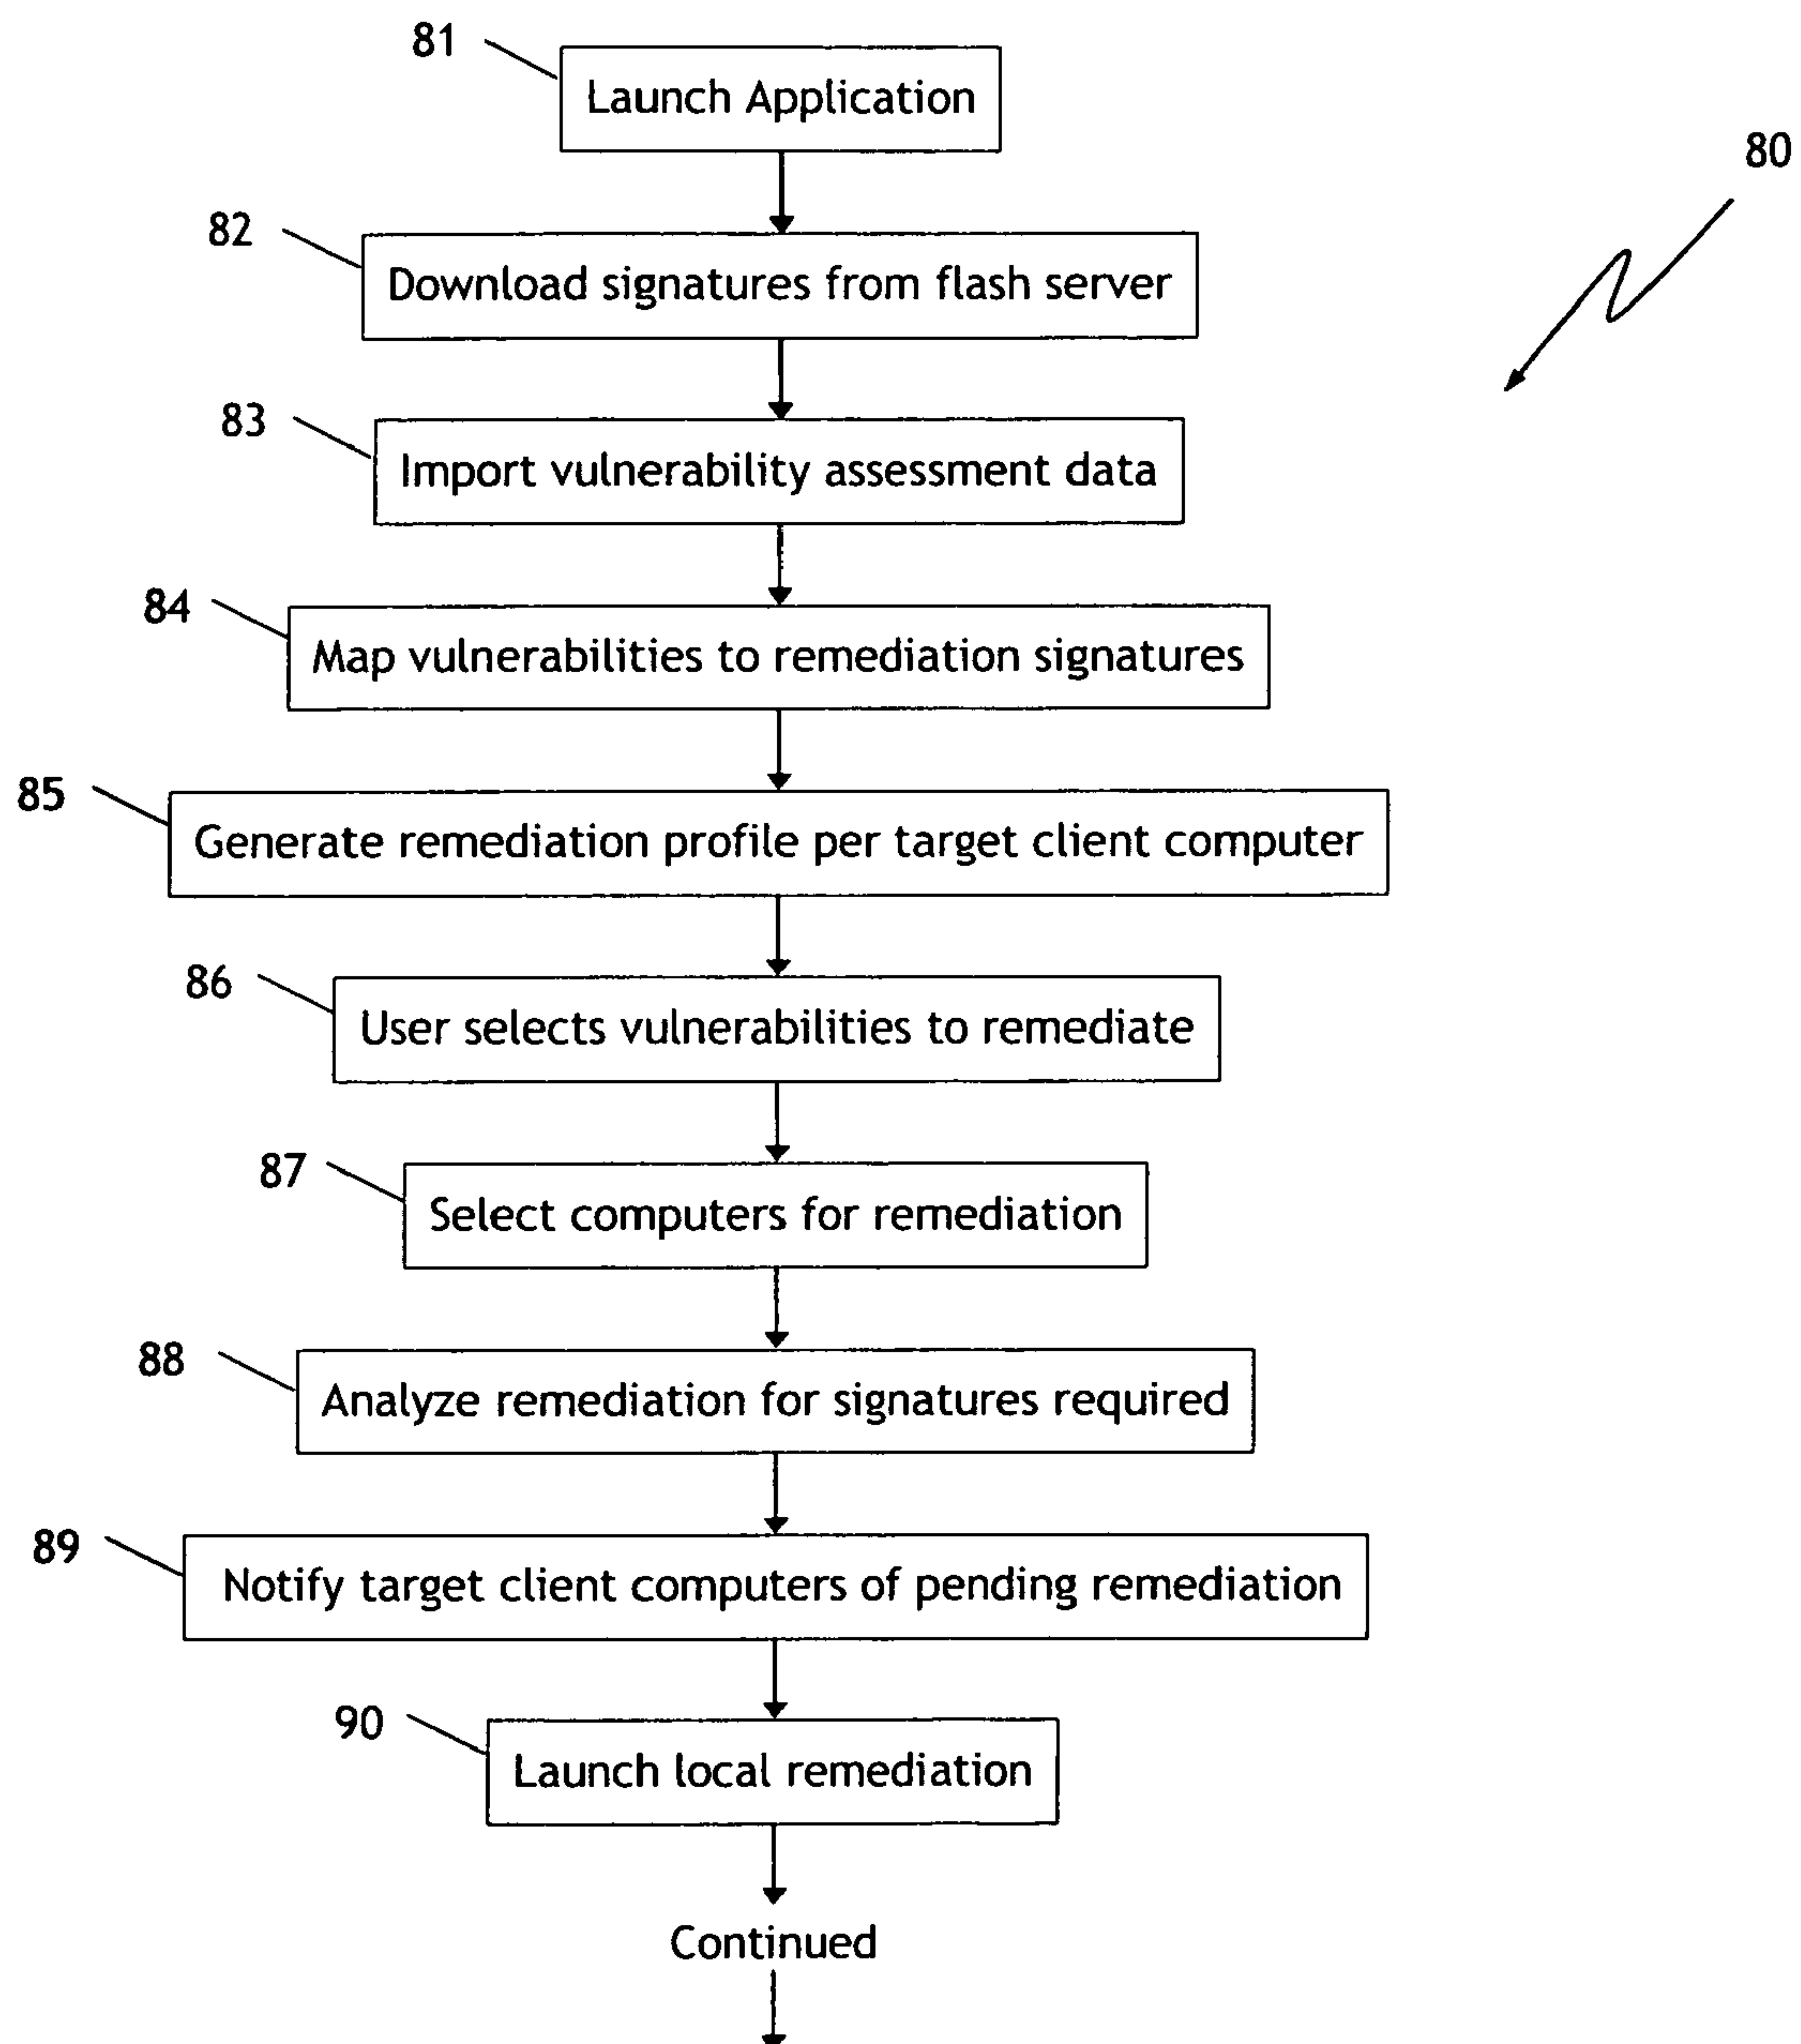 81
Launch Application
80
82
Download signatures from flash server
83
Import vulnerability assessment data
84
Map vulnerabilities to remediation signatures
85
Generate remediation profile per target client computer
86
User selects vulnerabilities to remediate
87
Select computers for remediation
88
Analyze remediation for signatures required
89
Notify target client computers of pending remediation
90
Launch local remediation
Continued